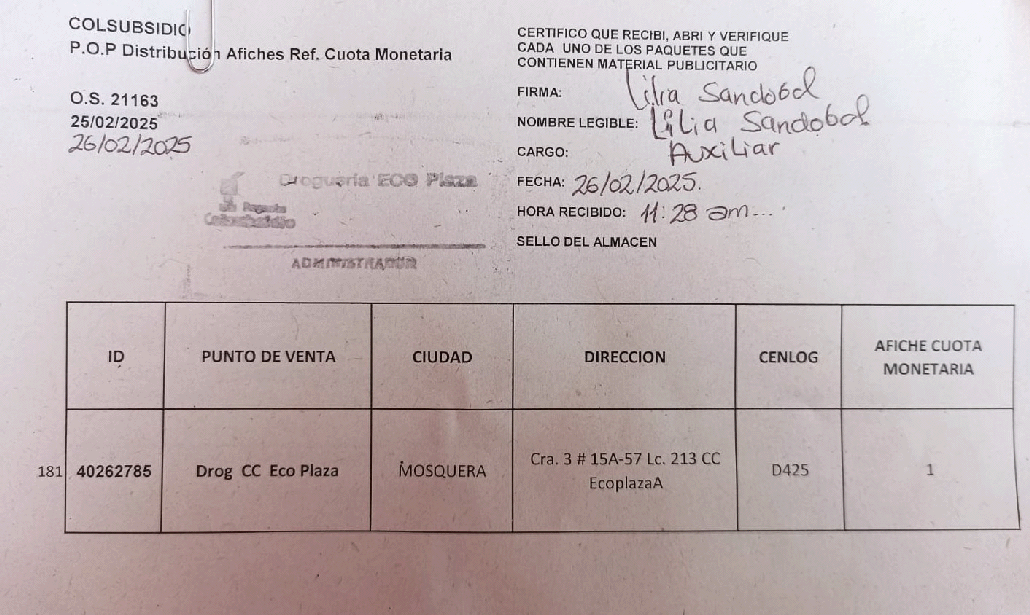 COLSUBSIDIO
P.O.P Distribución Afiches Ref. Cuota Monetaria
O.S. 21163
25/02/2025
26/02/2025
Drogueria ECO Plaza
Colsubsidio
ADMINISTRADOR
CERTIFICO QUE RECIBI, ABRI Y VERIFIQUE
CADA UNO DE LOS PAQUETES QUE
CONTIENEN MATERIAL PUBLICITARIO
FIRMA: Lilia Sandobal
NOMBRE LEGIBLE: Lilia Sandobal
CARGO: Auxiliar
FECHA: 26/02/2025.
HORA RECIBIDO: 11:28 am...
SELLO DEL ALMACEN
ID PUNTO DE VENTA CIUDAD DIRECCION CENLOG AFICHE CUOTA MONETARIA
181 40262785 Drog CC Eco Plaza MOSQUERA Cra. 3 # 15A-57 Lc. 213 CC EcoplazaA D425 1